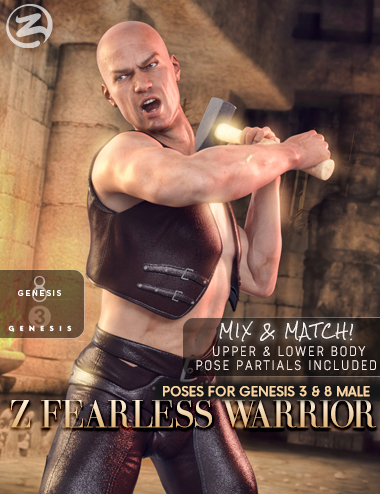 Z
8
GENESIS
3
GENESIS
MIX & MATCH!
UPPER & LOWER BODY
POSE PARTIALS INCLUDED
POSES FOR GENESIS 3 & 8 MALE
Z FEARLESS WARRIOR